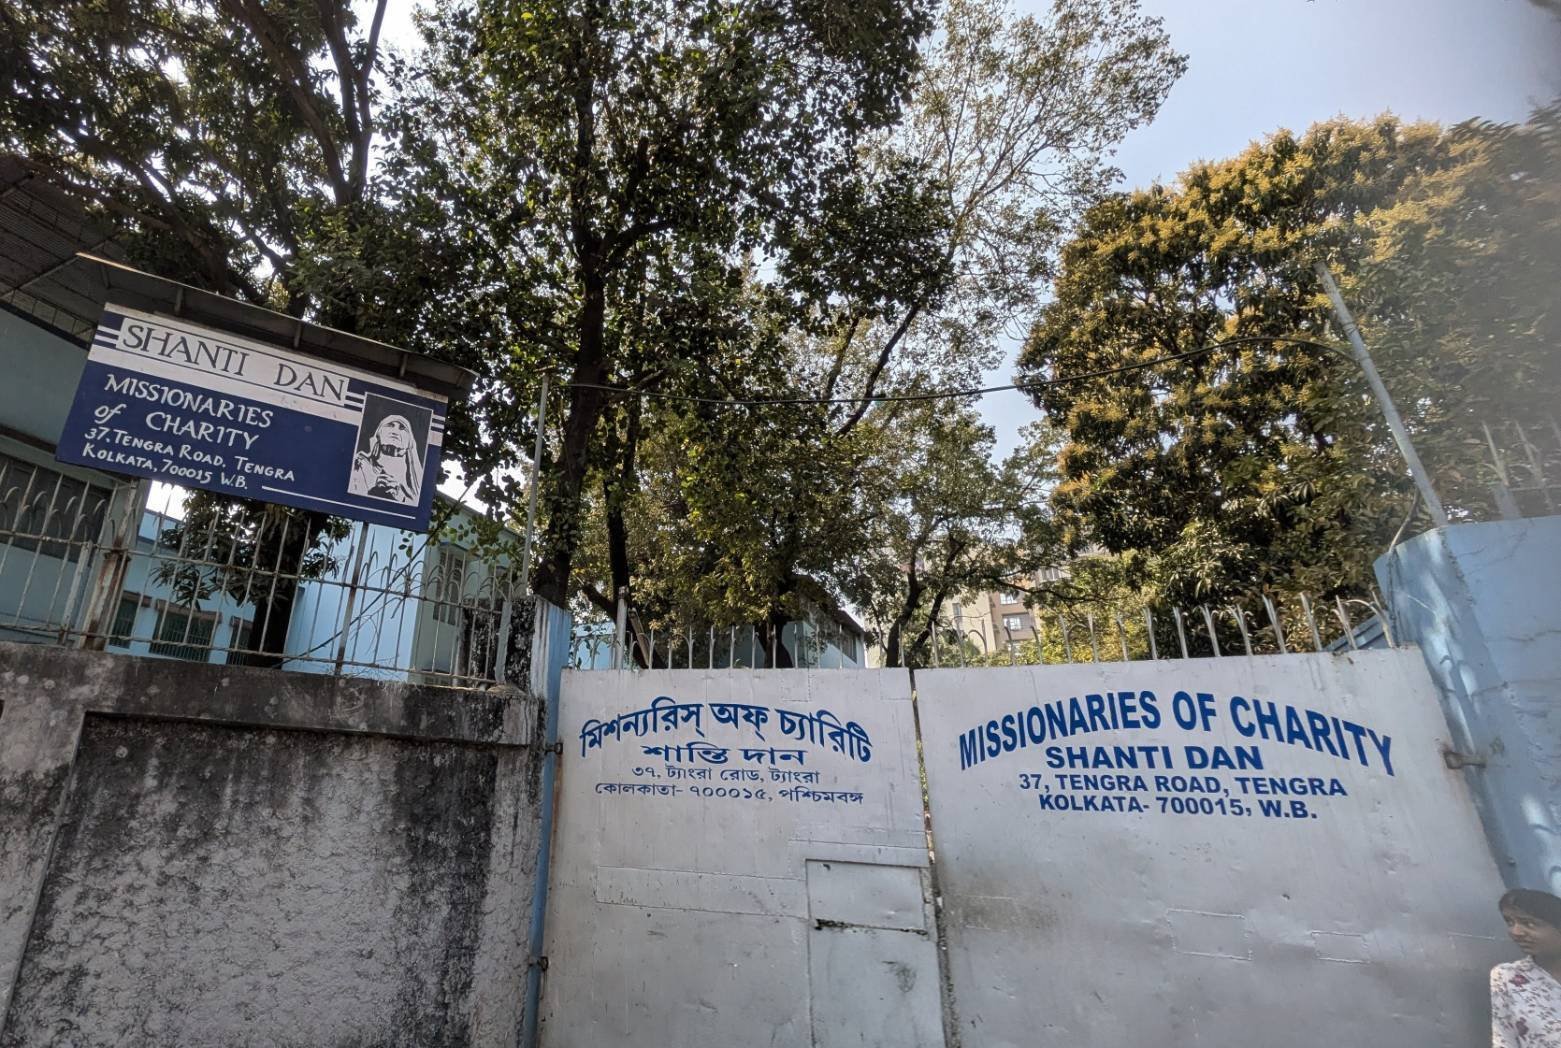 SHANTI DAN
MISSIONARIES
of CHARITY
37.TENGRA ROAD, TENGRA
KOLKATA, 700015 W.B.
মিশন্যারিস্ অফ্ চ্যারিটি
শান্তি দান
৩৭, ট্যাংরা রোড, ট্যাংরা
কোলকাতা- ৭০০০১৫, পশ্চিমবঙ্গ
MISSIONARIES OF CHARITY
SHANTI DAN
37, TENGRA ROAD, TENGRA
KOLKATA- 700015, W.B.